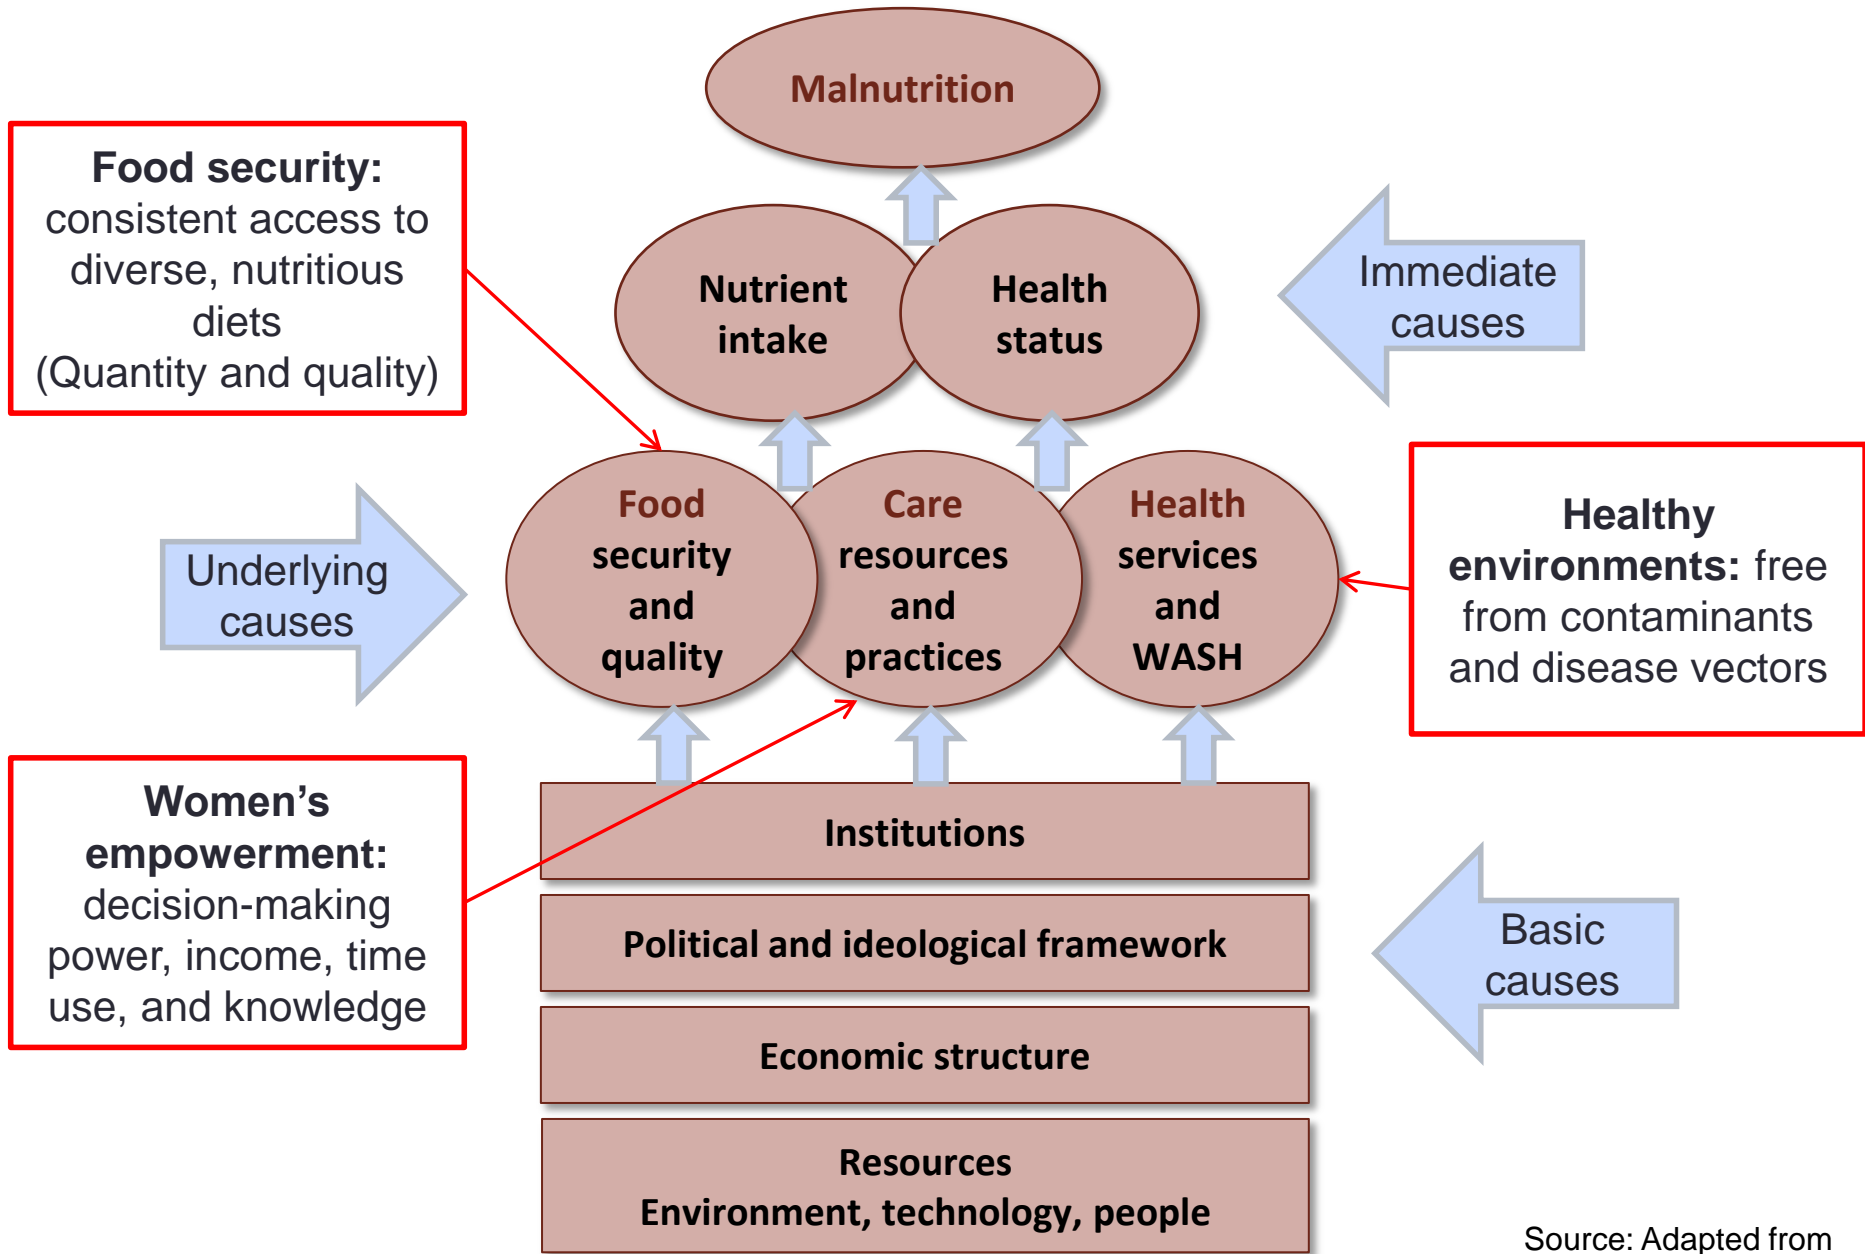 Malnutrition
Food security:
consistent access to
diverse, nutritious
diets
(Quantity and quality)
Nutrient
intake
Health
status
Immediate
causes
Underlying
causes
Food
security
and
quality
Care
resources
and
practices
Health
services
and
WASH
Healthy
environments: free
from contaminants
and disease vectors
Women’s
empowerment:
decision-making
power, income, time
use, and knowledge
Institutions
Political and ideological framework
Basic
causes
Economic structure
Resources
Environment, technology, people
Source: Adapted from